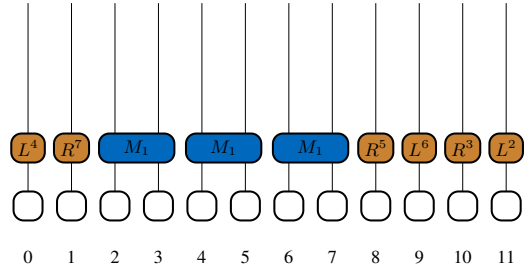 L⁴ R⁷ M₁ M₁ M₁ R⁵ L⁶ R³ L²
0 1 2 3 4 5 6 7 8 9 10 11